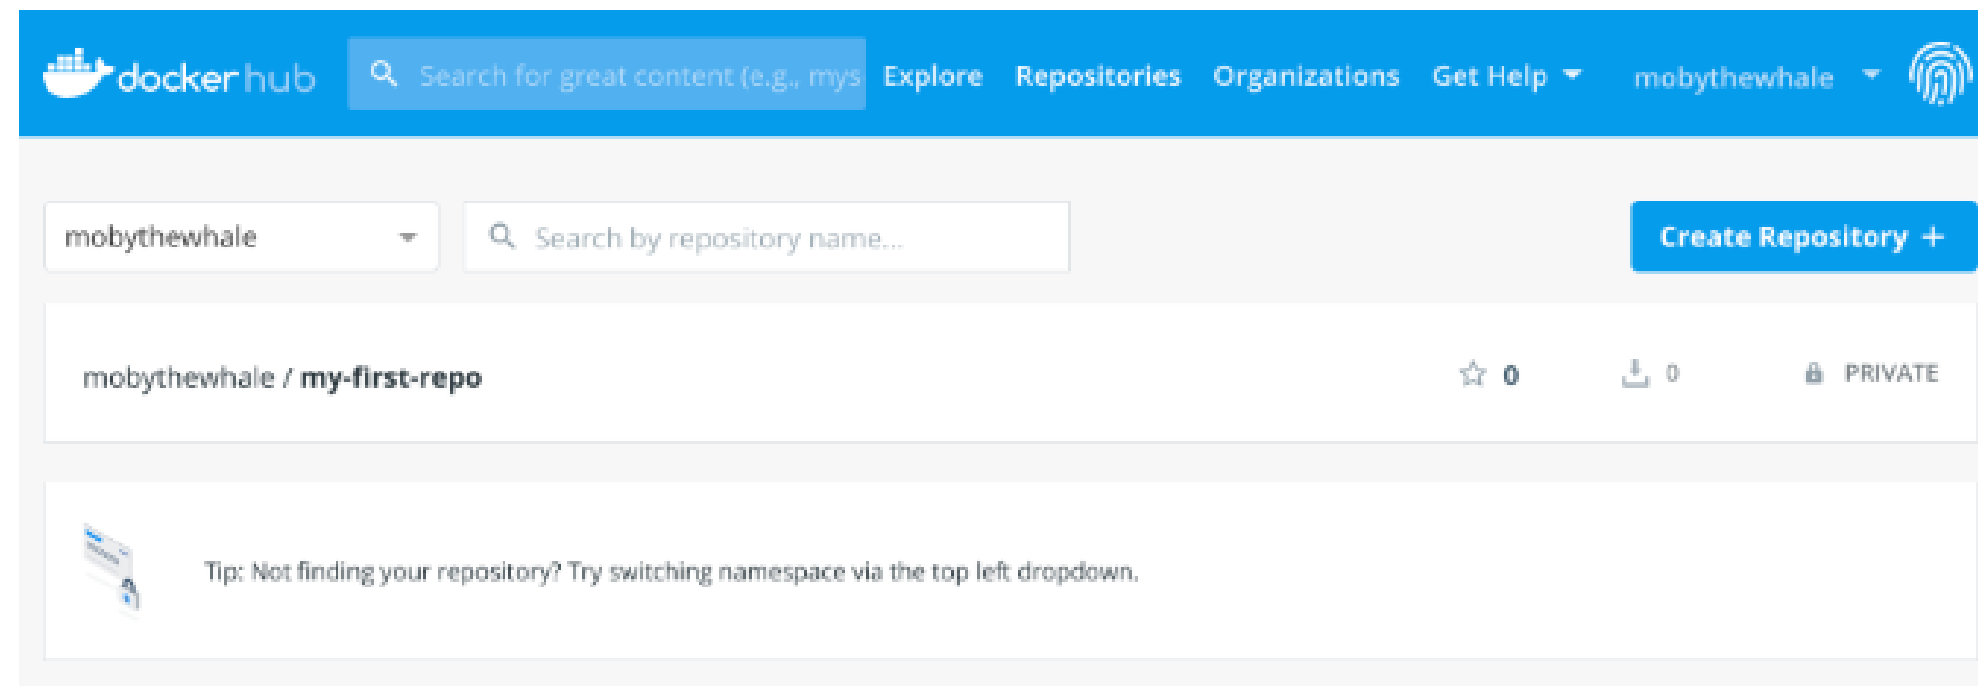 docker hub Search for great content (e.g., mys Explore Repositories Organizations Get Help mobythewhale
mobythewhale Search by repository name... Create Repository +
mobythewhale / my-first-repo 0 0 PRIVATE
Tip: Not finding your repository? Try switching namespace via the top left dropdown.